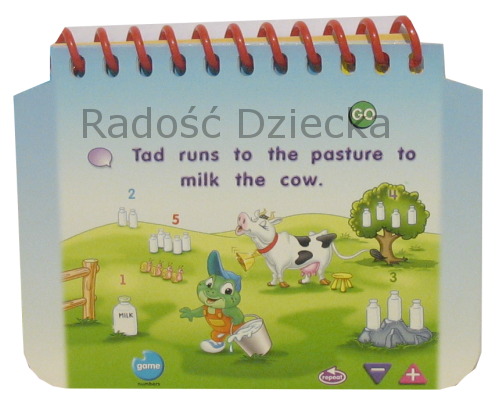 Radość Dziecka
GO
Tad runs to the pasture to
milk the cow.
2
5
4
1
3
MILK
game
numbers
repeat